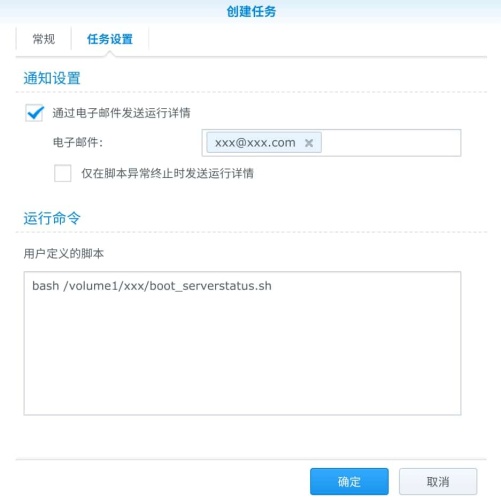 创建任务
常规 任务设置
通知设置
通过电子邮件发送运行详情
电子邮件: xxx@xxx.com
仅在脚本异常终止时发送运行详情
运行命令
用户定义的脚本
bash /volume1/xxx/boot_serverstatus.sh
确定 取消